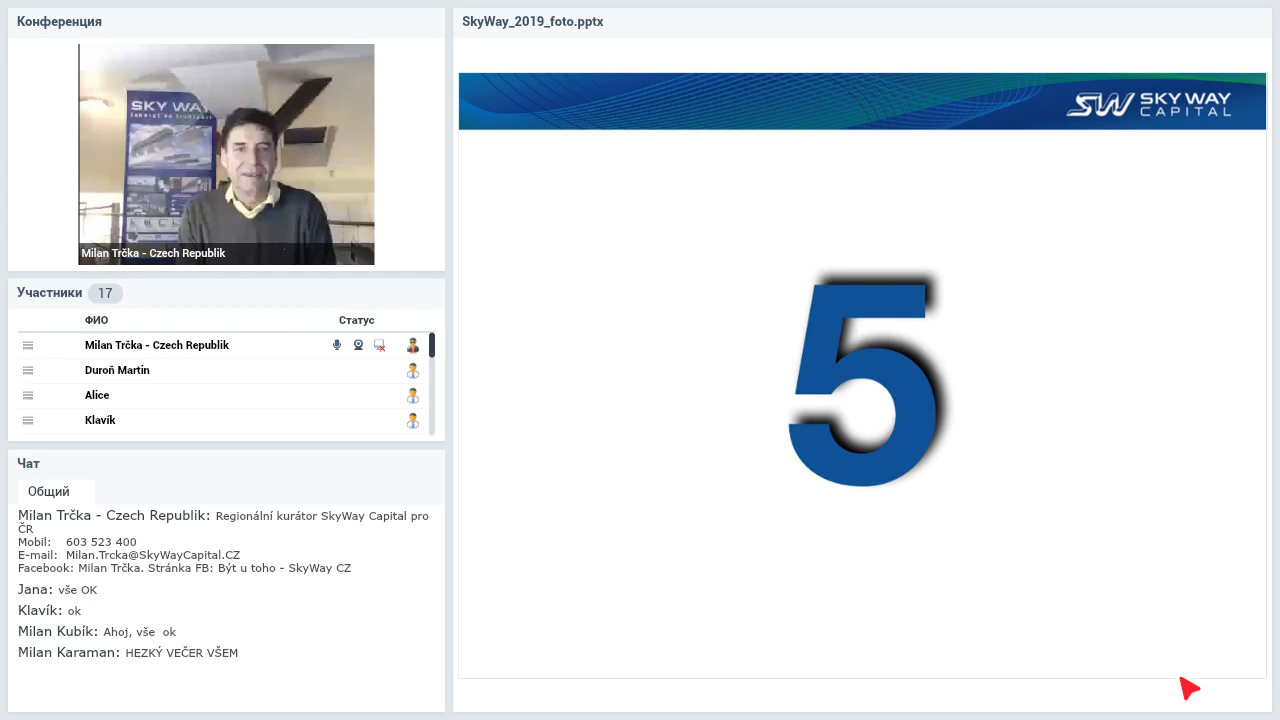 Конференция
SKY WAY
Milan Trčka - Czech Republik
Участники 17
ФИО Статус
Milan Trčka - Czech Republik
Duroň Martin
Alice
Klavík
Чат
Общий
Milan Trčka - Czech Republik: Regionální kurátor SkyWay Capital pro
ČR
Mobil: 603 523 400
E-mail: Milan.Trcka@SkyWayCapital.CZ
Facebook: Milan Trčka. Stránka FB: Být u toho - SkyWay CZ
Jana: vše OK
Klavík: ok
Milan Kubík: Ahoj, vše ok
Milan Karaman: HEZKÝ VEČER VŠEM
SkyWay_2019_foto.pptx
SW SKY WAY
CAPITAL
5